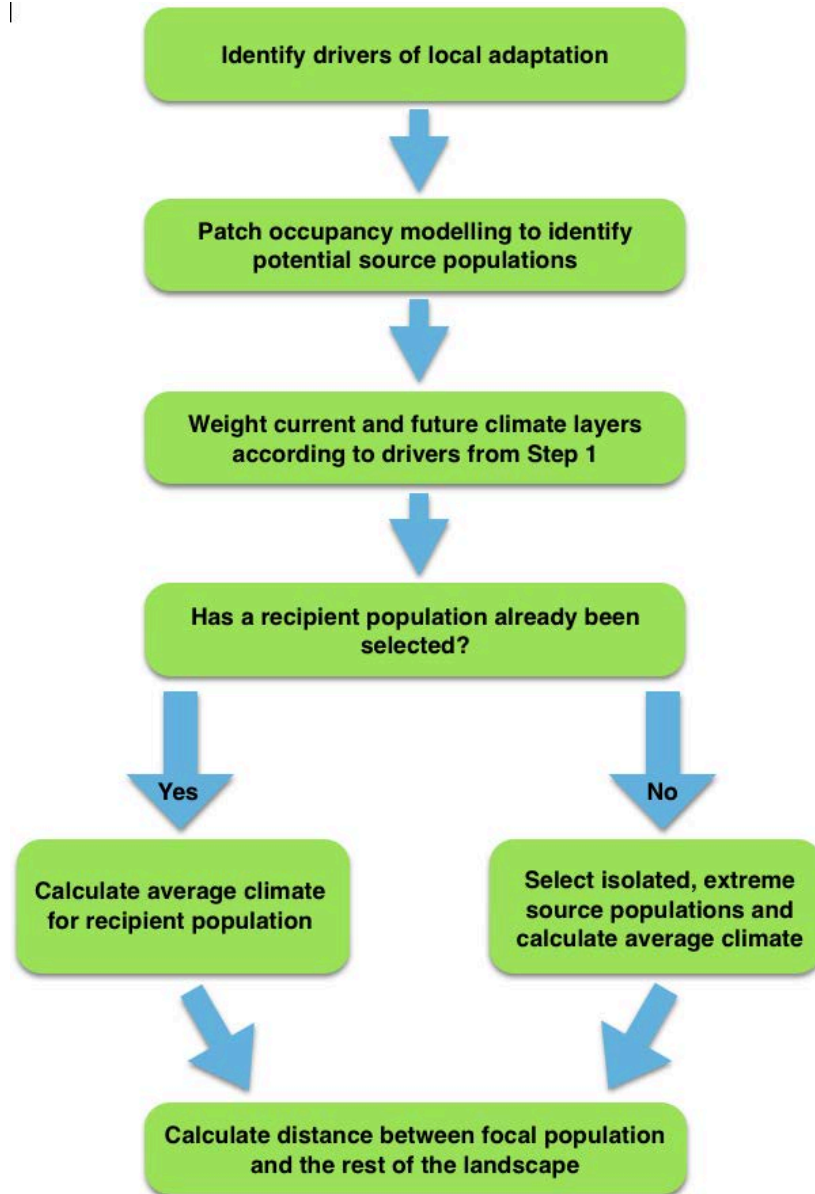 Identify drivers of local adaptation
Patch occupancy modelling to identify
potential source populations
Weight current and future climate layers
according to drivers from Step 1
Has a recipient population already been
selected?
Yes
No
Calculate average climate
for recipient population
Select isolated, extreme
source populations and
calculate average climate
Calculate distance between focal population
and the rest of the landscape